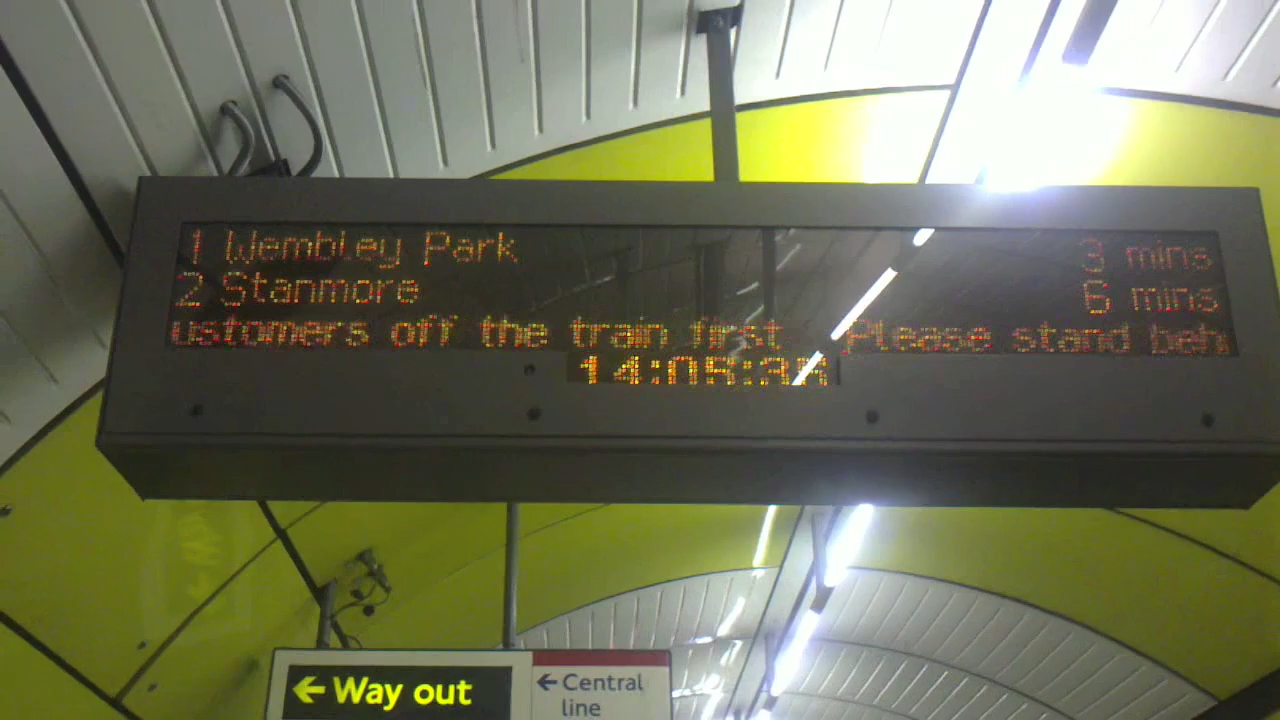 1 Wembley Park 3 mins
2 Stanmore 6 mins
ustomers off the train first Please stand beh
← Way out
← Central
line